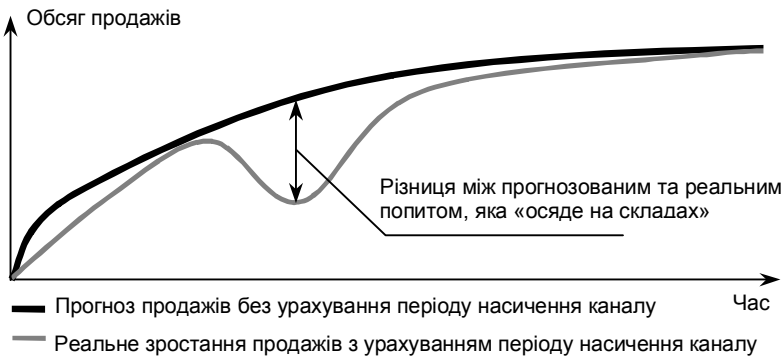 Обсяг продажів
Різниця між прогнозованим та реальним
попитом, яка «осяде на складах»
Час
Прогноз продажів без урахування періоду насичення каналу
Реальне зростання продажів з урахуванням періоду насичення каналу